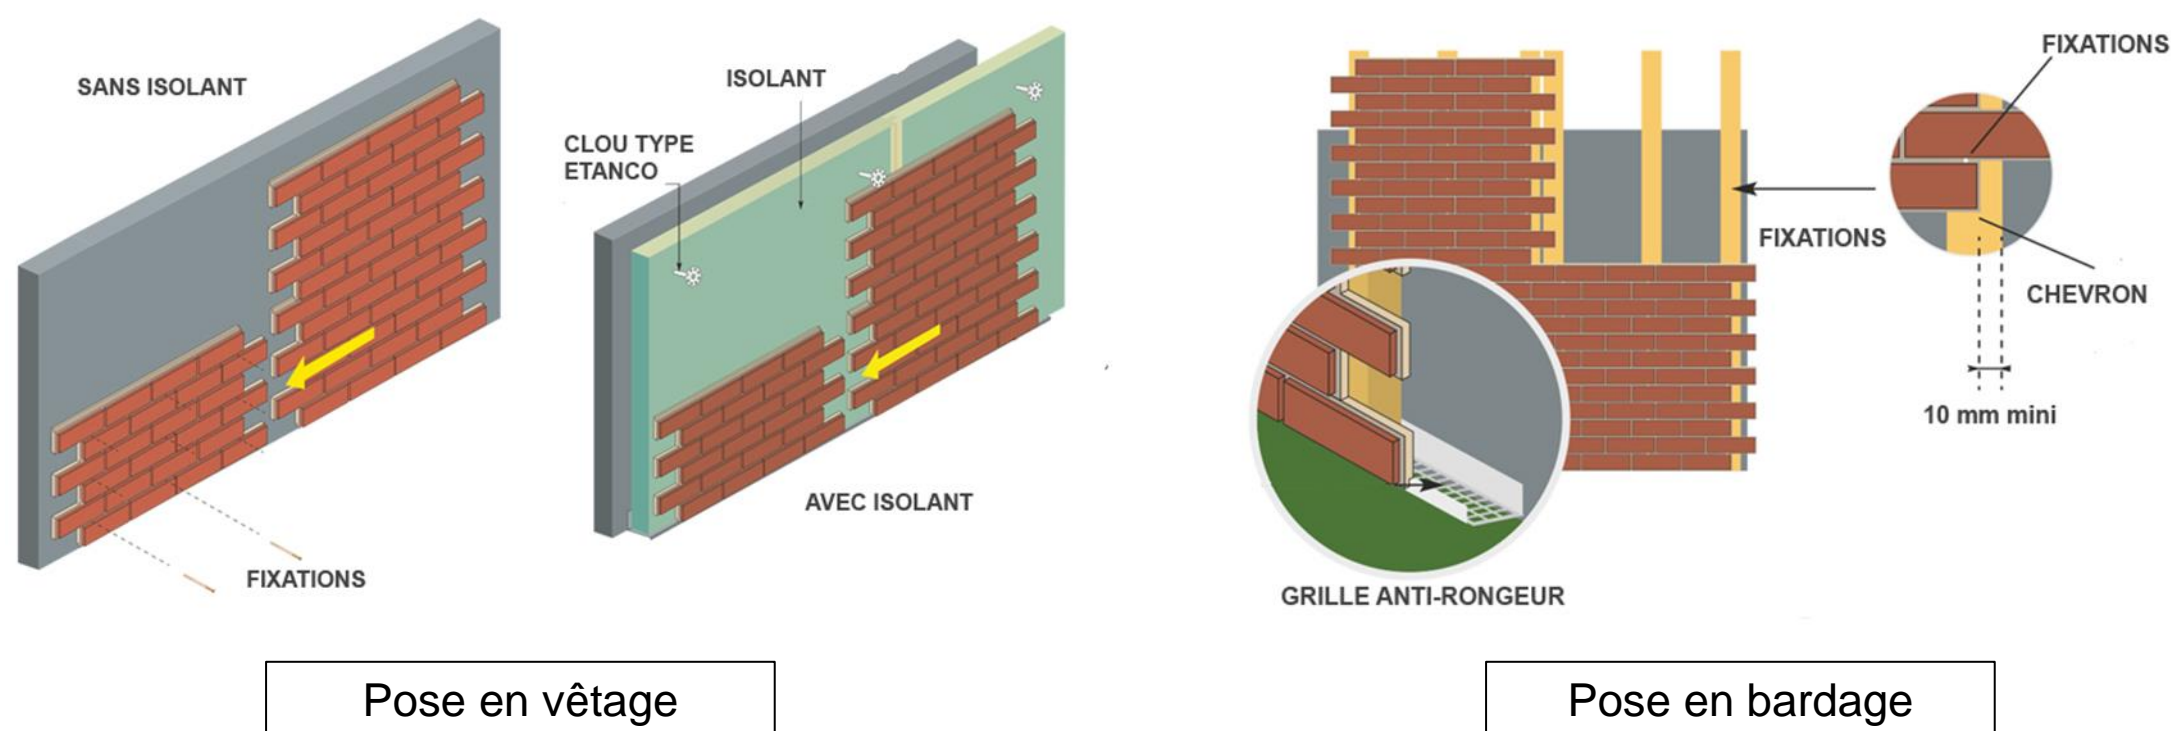 SANS ISOLANT
FIXATIONS
ISOLANT
CLOU TYPE
ETANCO
AVEC ISOLANT
Pose en vêtage
FIXATIONS
FIXATIONS
CHEVRON
10 mm mini
GRILLE ANTI-RONGEUR
Pose en bardage